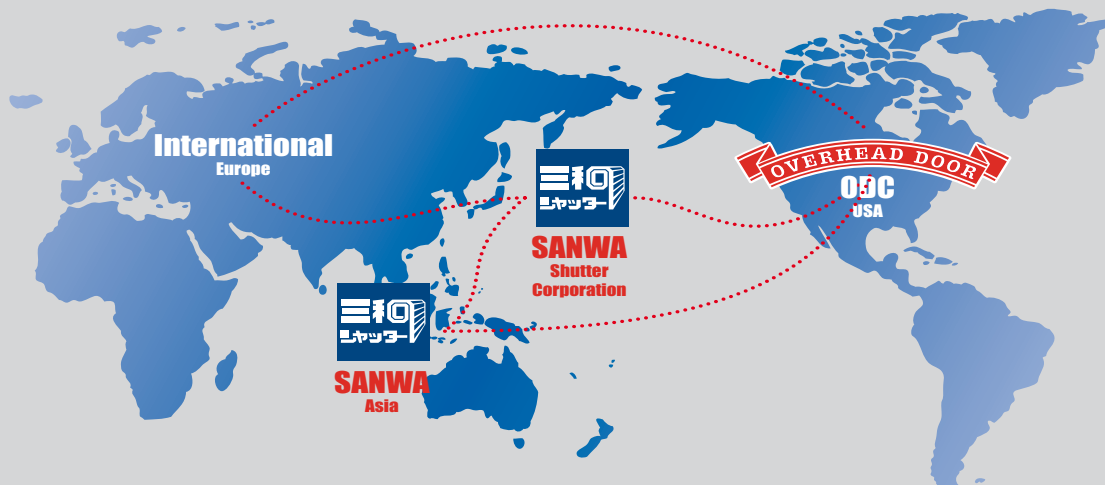 International
Europe
三和
シャッター
SANWA
Shutter
Corporation
OVERHEAD DOOR
ODC
USA
三和
シャッター
SANWA
Asia